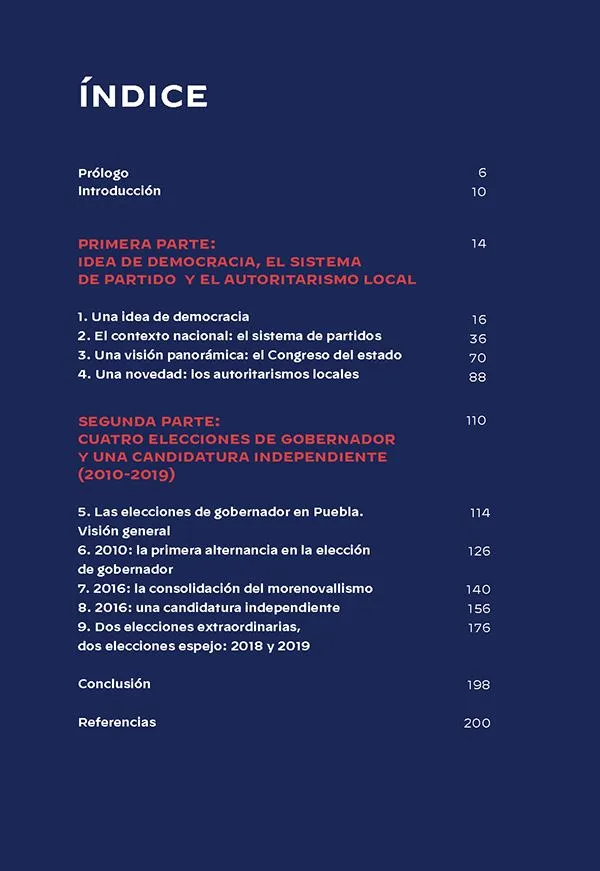 ÍNDICE
Prólogo 6
Introducción 10
PRIMERA PARTE: 14
IDEA DE DEMOCRACIA, EL SISTEMA
DE PARTIDO Y EL AUTORITARISMO LOCAL
1. Una idea de democracia 16
2. El contexto nacional: el sistema de partidos 36
3. Una visión panorámica: el Congreso del estado 70
4. Una novedad: los autoritarismos locales 88
SEGUNDA PARTE: 110
CUATRO ELECCIONES DE GOBERNADOR
Y UNA CANDIDATURA INDEPENDIENTE
(2010-2019)
5. Las elecciones de gobernador en Puebla. 114
Visión general
6. 2010: la primera alternancia en la elección 126
de gobernador
7. 2016: la consolidación del morenovallismo 140
8. 2016: una candidatura independiente 156
9. Dos elecciones extraordinarias, 176
dos elecciones espejo: 2018 y 2019
Conclusión 198
Referencias 200